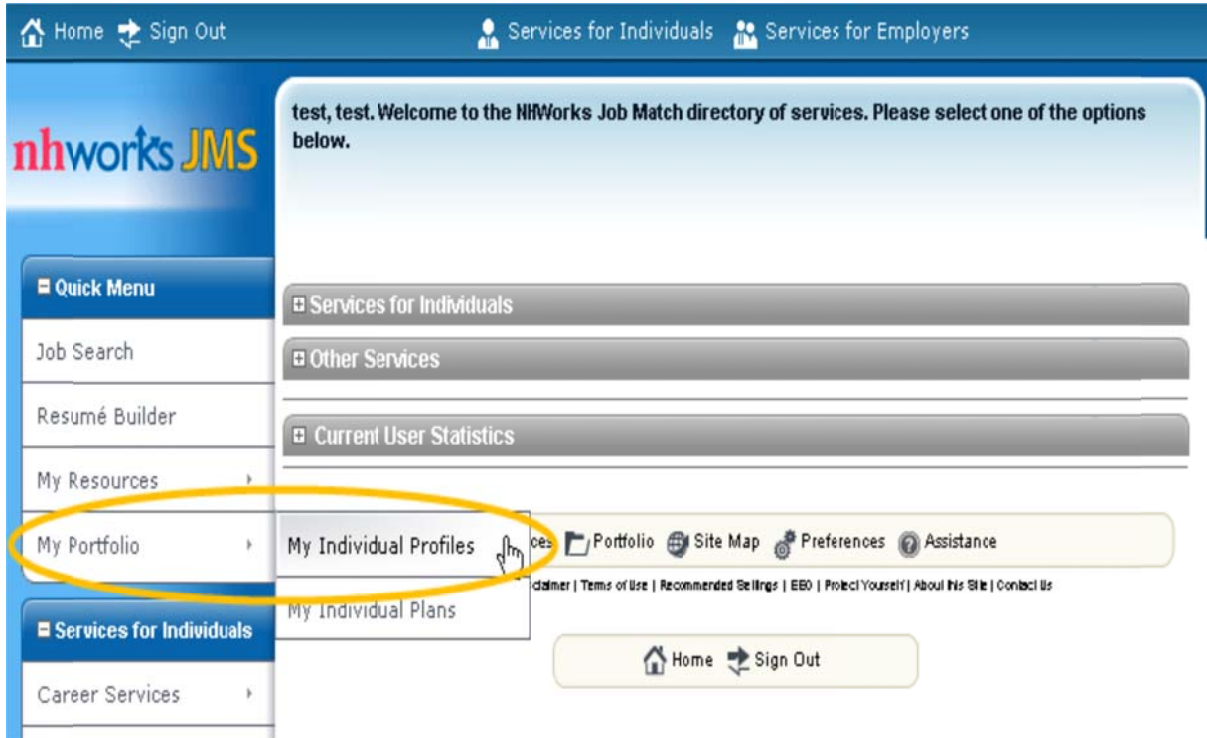 Home Sign Out Services for Individuals Services for Employers
nhworks JMS
test, test. Welcome to the NHWorks Job Match directory of services. Please select one of the options
below.
Quick Menu
Job Search
Resumé Builder
My Resources
My Portfolio
Services for Individuals
Career Services
Services for Individuals
Other Services
Current User Statistics
My Individual Profiles
My Individual Plans
ces Portfolio Site Map Preferences Assistance
claimer | Terms of Use | Recommended Settings | EEO | Protect Yourself | About this Site | Contact Us
Home Sign Out